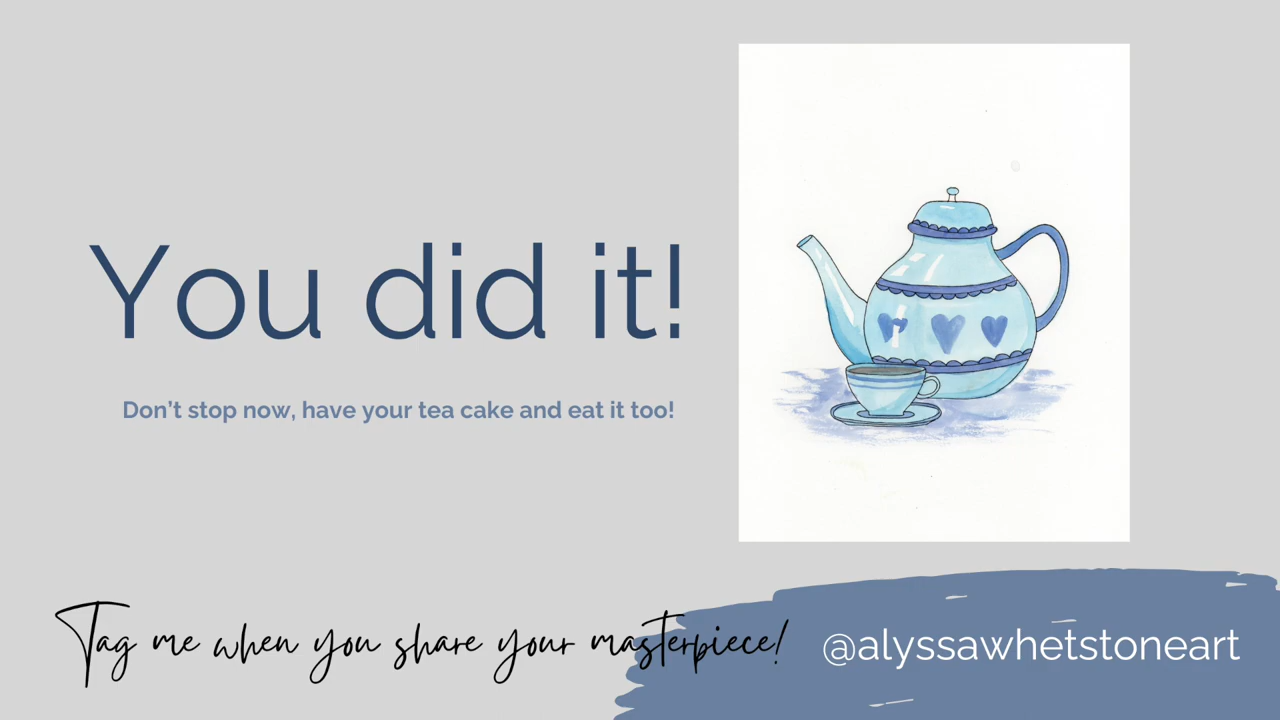 You did it!
Don't stop now, have your tea cake and eat it too!
Tag me when you share your masterpiece!
@alyssawhetstoneart